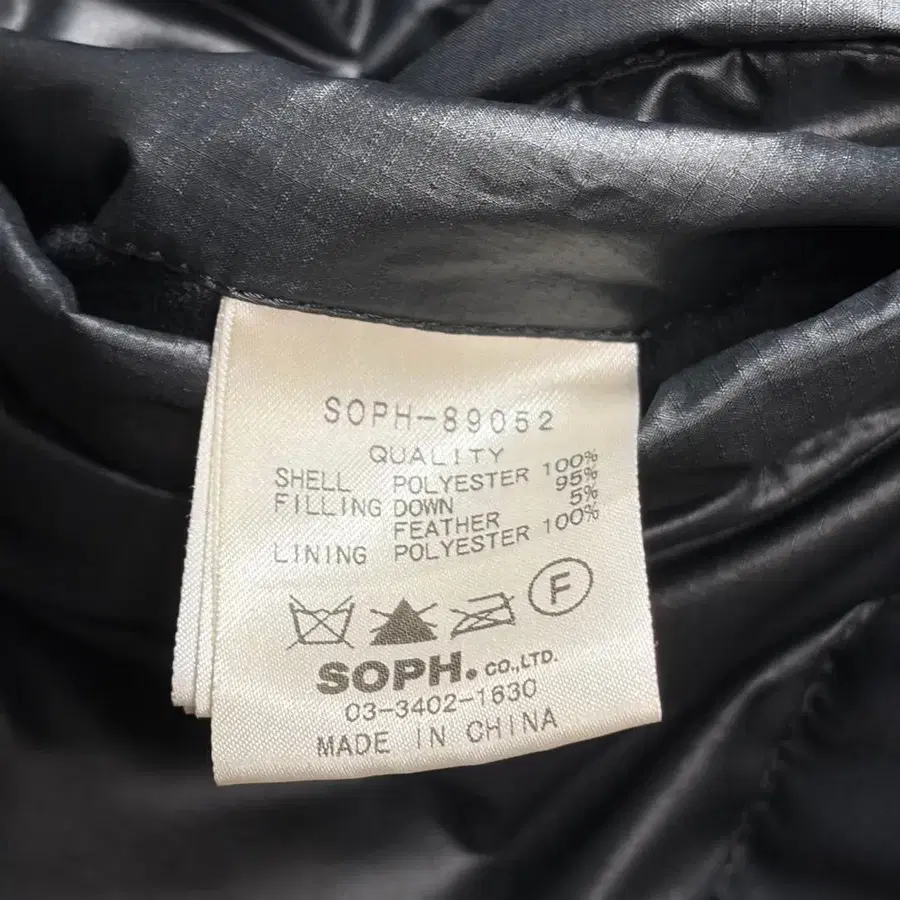 SOPH-89052
QUALITY
SHELL POLYESTER 100%
FILLING DOWN 95%
FEATHER 5%
LINING POLYESTER 100%
F
SOPH. CO.,LTD.
03-3402-1630
MADE IN CHINA